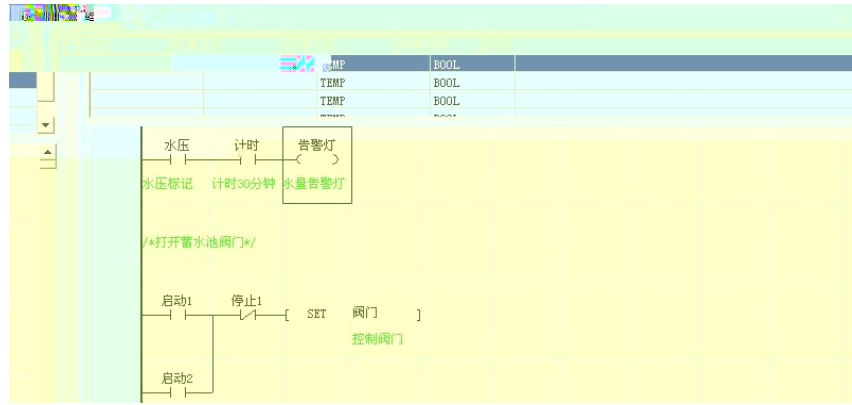 BOOL
TEMP BOOL
TEMP BOOL
水压 计时 告警灯
水压标记 计时30分钟 水量告警灯
/*打开蓄水池阀门*/
启动1 停止1 SET 阀门
控制阀门
启动2